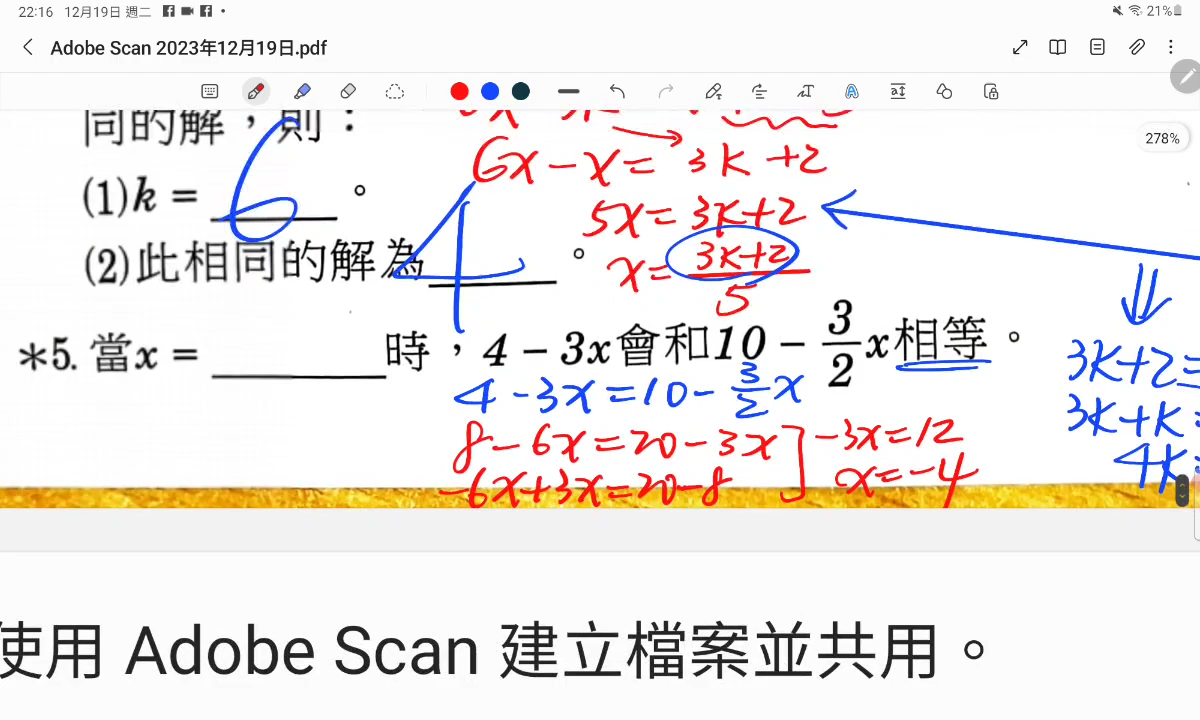 22:16 12月19日 週二 21%
Adobe Scan 2023年12月19日.pdf
278%
同的解，則：
(1)k = 6 。
(2)此相同的解為 4 。
6x - x = 3k + 2
5x = 3k+2
x = 3k+2/5
3k+2=
3k+k=
4k=
*5. 當x = 時，4 - 3x會和10 - 3/2 x相等。
4 - 3x = 10 - 3/2 x
8 - 6x = 20 - 3x
-6x+3x=20-8
-3x=12
x=-4
使用 Adobe Scan 建立檔案並共用。